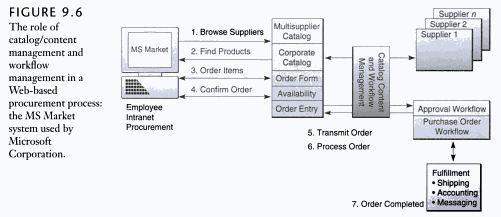 FIGURE 9.6
The role of
catalog/content
management and
workflow
management in a
Web-based
procurement process:
the MS Market
system used by
Microsoft
Corporation.
MS Market
Employee
Intranet
Procurement
1. Browse Suppliers
2. Find Products
3. Order Items
4. Confirm Order
Multisupplier
Catalog
Corporate
Catalog
Order Form
Availability
Order Entry
Catalog Content
and Workflow
Management
Supplier n
Supplier 2
Supplier 1
5. Transmit Order
6. Process Order
Approval Workflow
Purchase Order
Workflow
Fulfillment
• Shipping
• Accounting
• Messaging
7. Order Completed